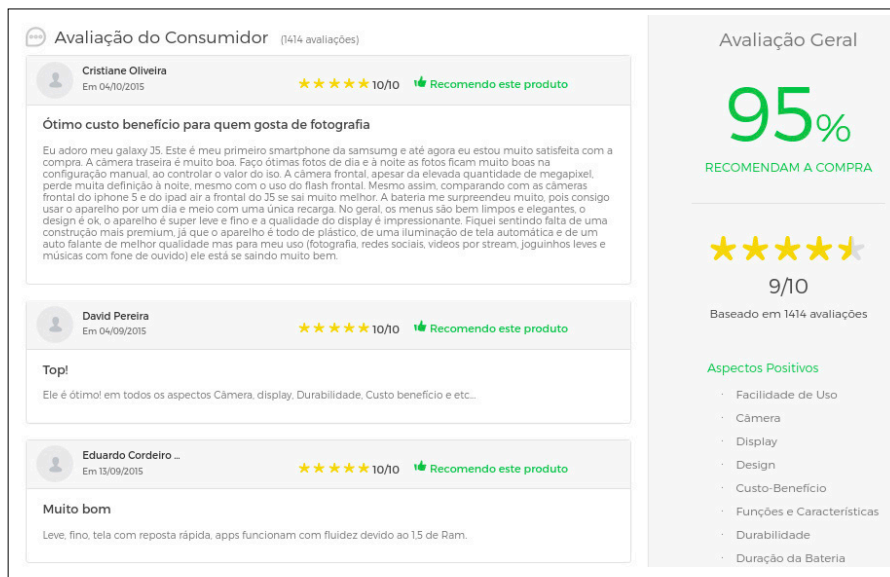 Avaliação do Consumidor (1414 avaliações)
Cristiane Oliveira
Em 04/10/2015
10/10 Recomendo este produto
Ótimo custo benefício para quem gosta de fotografia
Eu adoro meu galaxy J5. Este é meu primeiro smartphone da samsumg e até agora eu estou muito satisfeita com a
compra. A câmera traseira é muito boa. Faço ótimas fotos de dia e à noite as fotos ficam muito boas na
configuração manual, ao controlar o valor do iso. A câmera frontal, apesar da elevada quantidade de megapixel,
perde muita definição à noite, mesmo com o uso do flash frontal. Mesmo assim, comparando com as câmeras
frontal do iphone 5 e do ipad air a frontal do J5 se sai muito melhor. A bateria me surpreendeu muito, pois consigo
usar o aparelho por um dia e meio com uma única recarga. No geral, os menus são bem limpos e elegantes, o
design é ok, o aparelho é super leve e fino e a qualidade do display é impressionante. Fiquei sentindo falta de uma
construção mais premium, já que o aparelho é todo de plástico, de uma iluminação de tela automática e de um
auto falante de melhor qualidade mas para meu uso (fotografia, redes sociais, videos por stream, joguinhos leves e
músicas com fone de ouvido) ele está se saindo muito bem.
David Pereira
Em 04/09/2015
10/10 Recomendo este produto
Top!
Ele é ótimo! em todos os aspectos Câmera, display, Durabilidade, Custo benefício e etc...
Eduardo Cordeiro ...
Em 13/09/2015
10/10 Recomendo este produto
Muito bom
Leve, fino, tela com reposta rápida, apps funcionam com fluidez devido ao 1,5 de Ram.
Avaliação Geral
95%
RECOMENDAM A COMPRA
9/10
Baseado em 1414 avaliações
Aspectos Positivos
· Facilidade de Uso
· Câmera
· Display
· Design
· Custo-Benefício
· Funções e Características
· Durabilidade
· Duração da Bateria